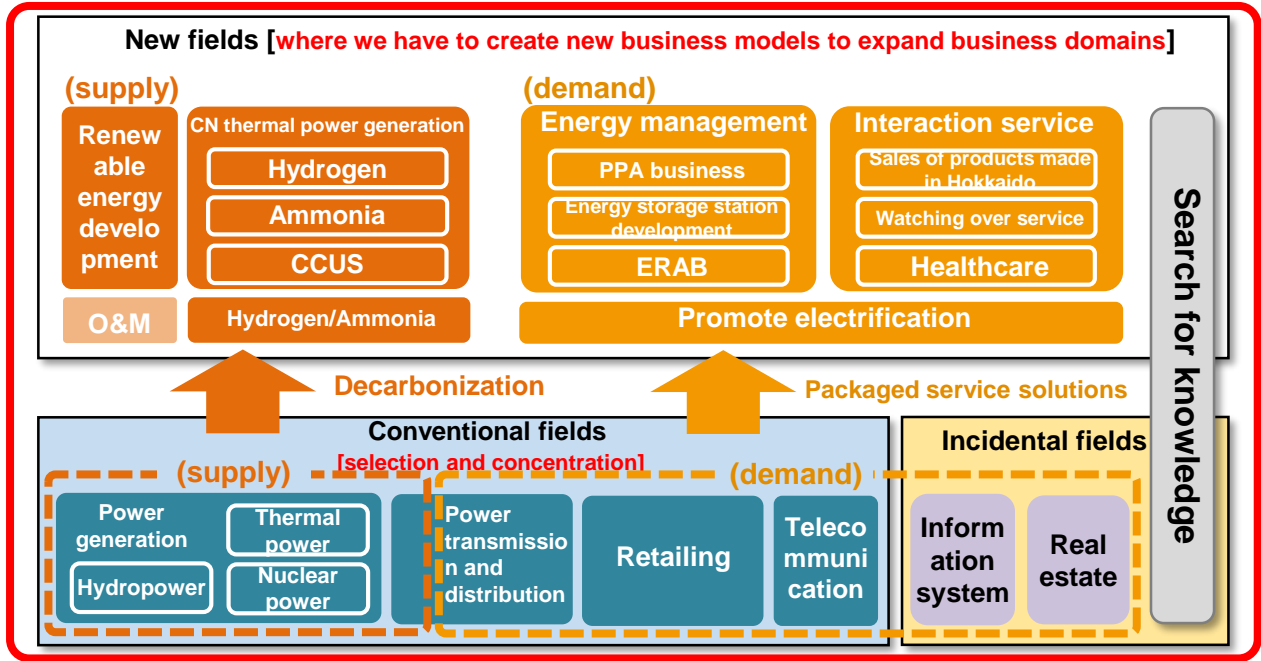 New fields [where we have to create new business models to expand business domains]
(supply)
Renew
able
energy
develo
pment
O&M
CN thermal power generation
Hydrogen
Ammonia
CCUS
Hydrogen/Ammonia
(demand)
Energy management
PPA business
Energy storage station
development
ERAB
Interaction service
Sales of products made
in Hokkaido
Watching over service
Healthcare
Promote electrification
Search for knowledge
Decarbonization
Packaged service solutions
Conventional fields
[selection and concentration]
(supply)
Power
generation
Hydropower
Thermal
power
Nuclear
power
(demand)
Power
transmissio
n and
distribution
Retailing
Teleco
mmuni
cation
Incidental fields
Inform
ation
system
Real
estate